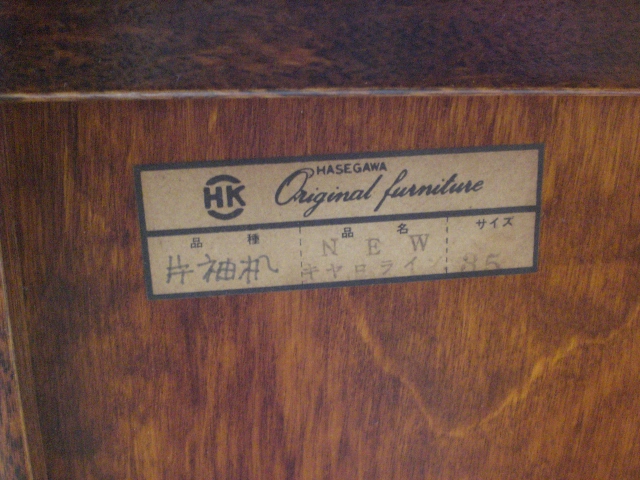 HK
HASEGAWA
Original furniture
品種 品名 サイズ
片袖机 NEW キャロライン 85